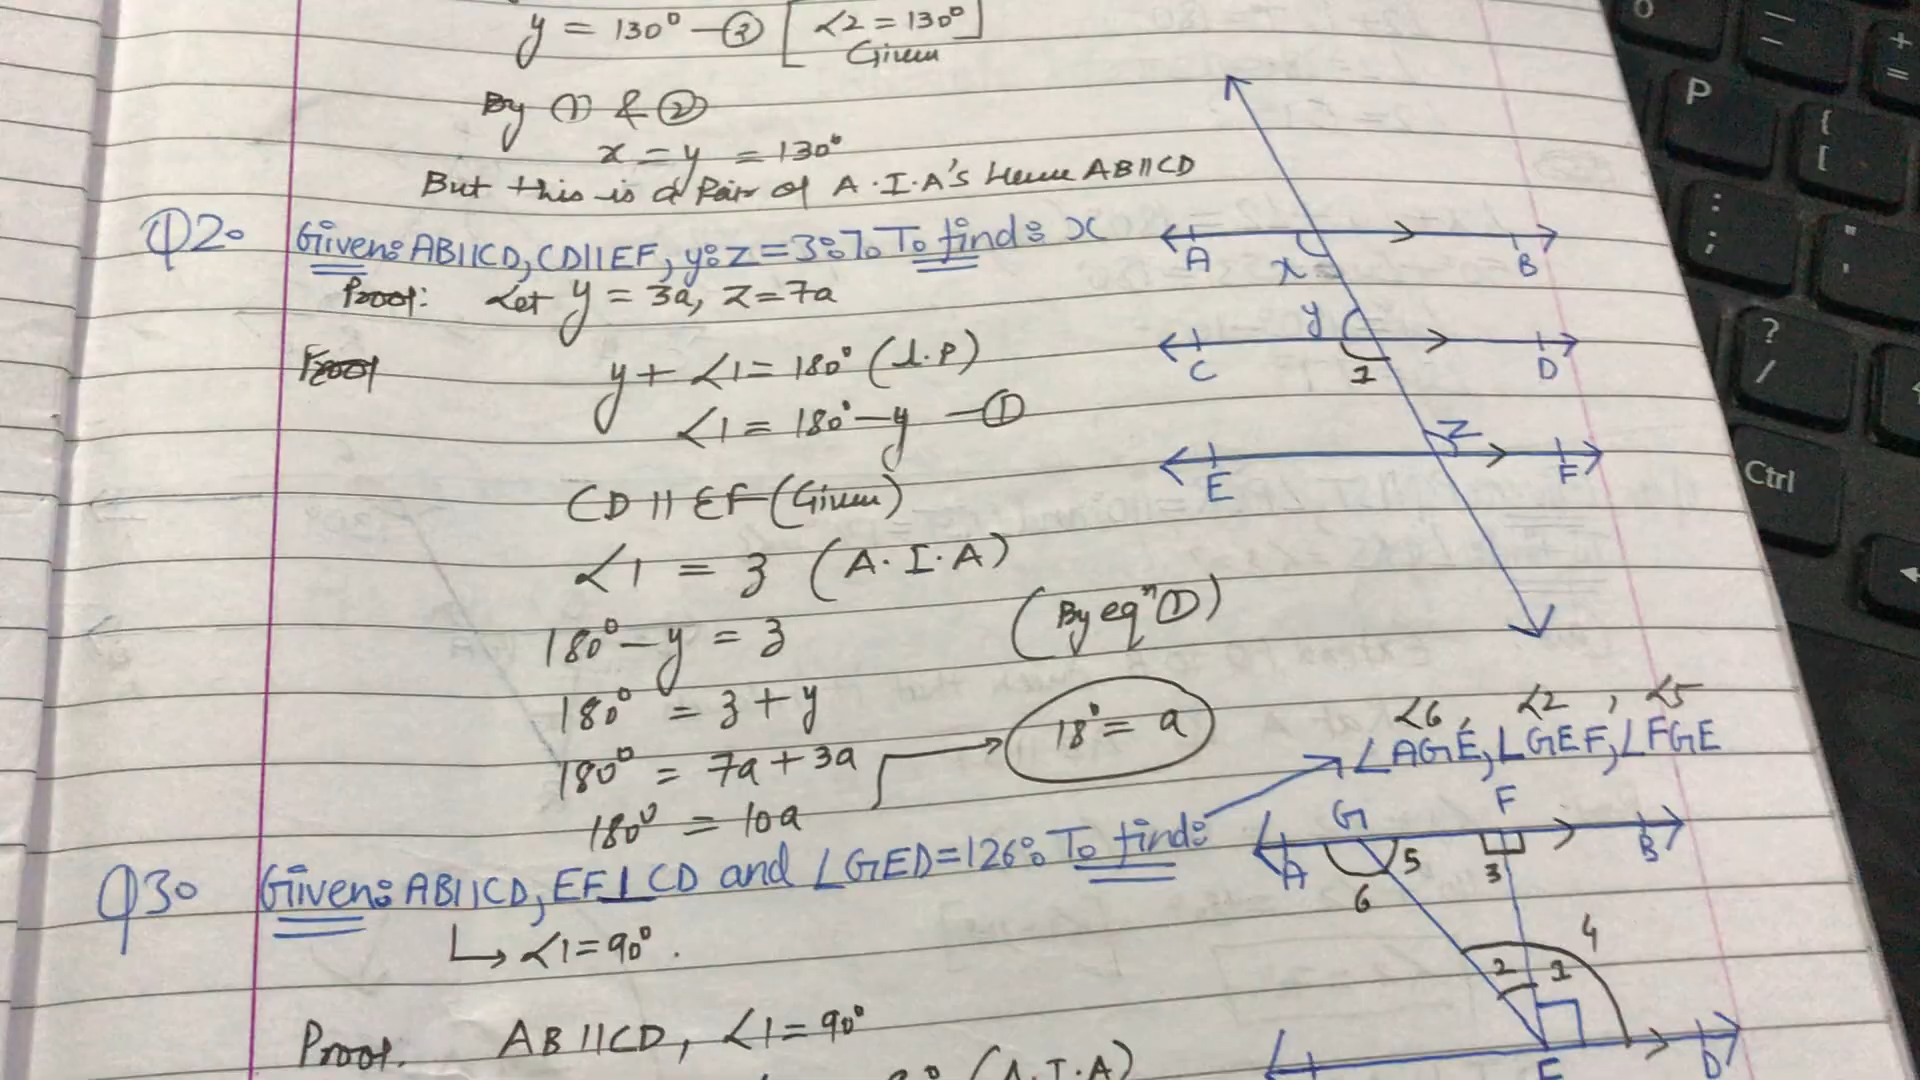 y = 130° — ② [∠2 = 130° Given]
By ① & ②
x = y = 130°
But this is a Pair of A.I.A's Hence AB||CD
Q2. Given: AB||CD, CD||EF, y:z = 3:7. To find: x
Proof: Let y = 3a, z = 7a
y + ∠1 = 180° (L.P)
∠1 = 180° - y — ①
CD || EF (Given)
∠1 = z (A.I.A)
180° - y = z (By eqⁿ ①)
180° = z + y
180° = 7a + 3a
180° = 10a → 18° = a
A B x
y C D 1
z E F
∠6, ∠2, ∠5
∠AGE, ∠GEF, ∠FGE
Q3. Given: AB||CD, EF⊥CD and ∠GED = 126°. To find:
↳ ∠1 = 90°.
Proof. AB||CD, ∠1 = 90°
(A.I.A)
G F
A B
5 3
6
4
2 1
E D
O
P
{
[
+
=
:
;
"
'
?
/
Ctrl